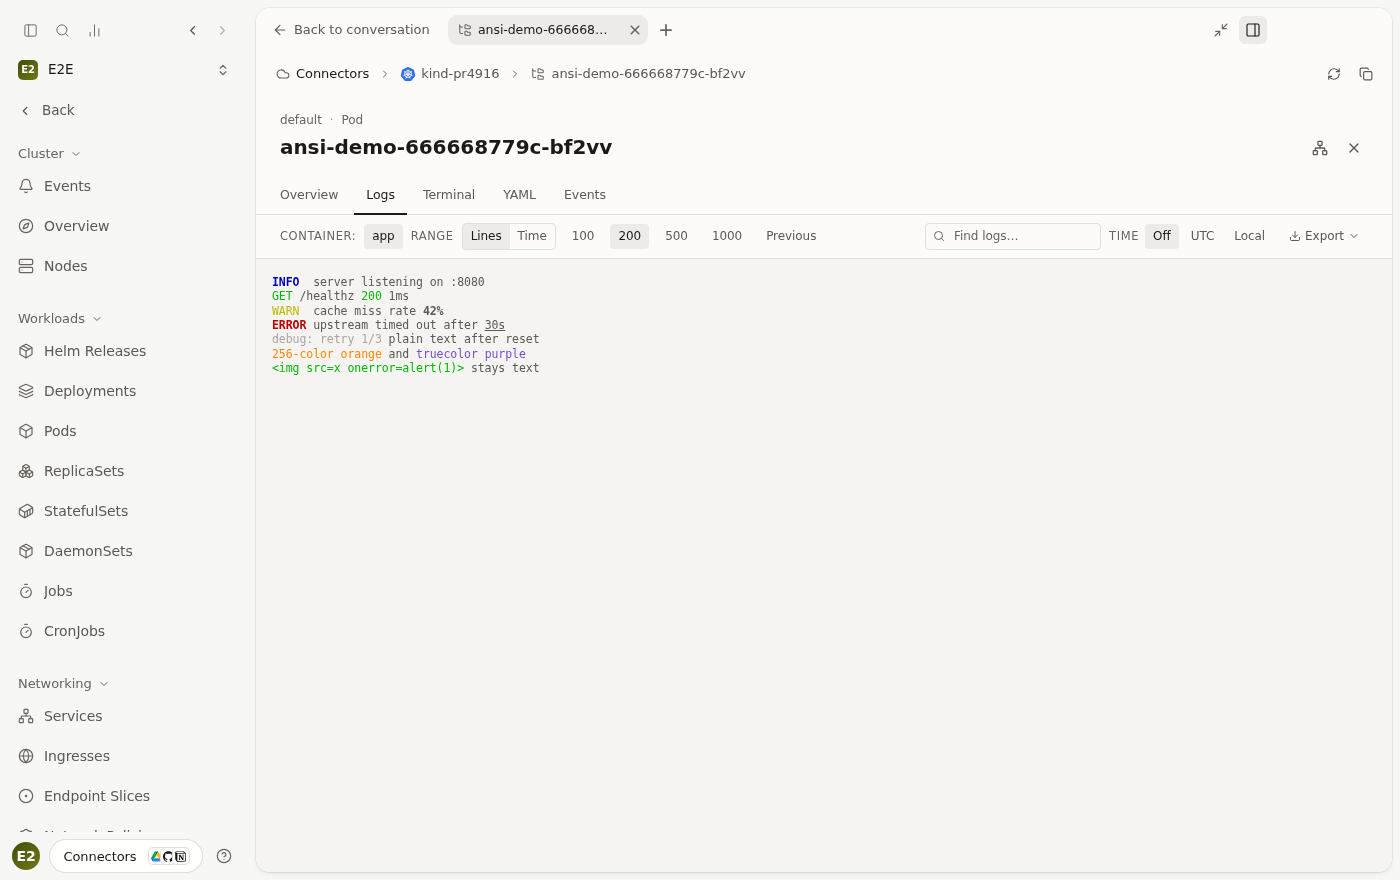 Back to conversation
ansi-demo-666668...
E2 E2E
Connectors
kind-pr4916
ansi-demo-666668779c-bf2vv
Back
default · Pod
ansi-demo-666668779c-bf2vv
Cluster
Events
Overview
Nodes
Workloads
Helm Releases
Deployments
Pods
ReplicaSets
StatefulSets
DaemonSets
Jobs
CronJobs
Networking
Services
Ingresses
Endpoint Slices
E2
Connectors
Overview Logs Terminal YAML Events
CONTAINER: app RANGE Lines Time 100 200 500 1000 Previous Find logs... TIME Off UTC Local Export
INFO  server listening on :8080
GET /healthz 200 1ms
WARN  cache miss rate 42%
ERROR upstream timed out after 30s
debug: retry 1/3 plain text after reset
256-color orange and truecolor purple
<img src=x onerror=alert(1)> stays text